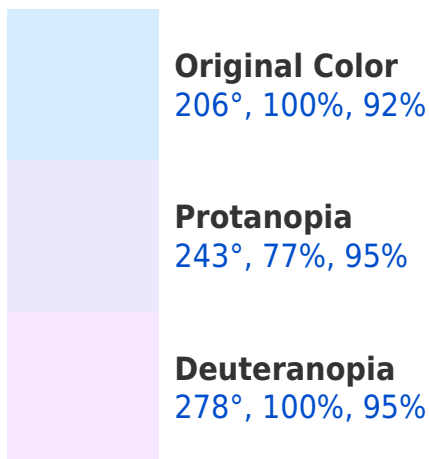 Original Color
206°, 100%, 92%
Protanopia
243°, 77%, 95%
Deuteranopia
278°, 100%, 95%